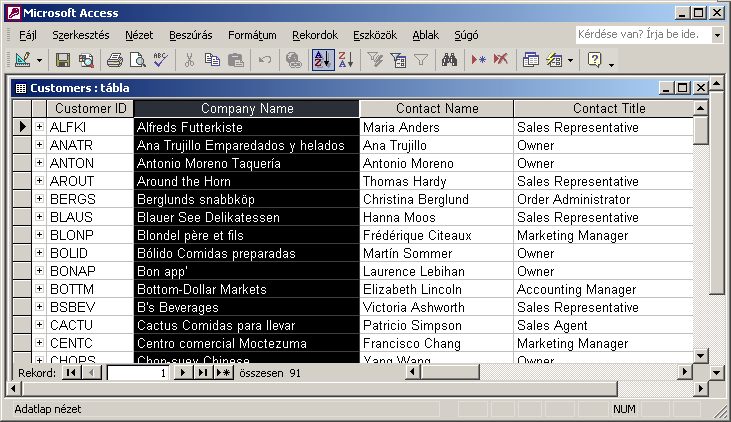 Microsoft Access
Fájl Szerkesztés Nézet Beszúrás Formátum Rekordok Eszközök Ablak Súgó Kérdése van? Írja be ide.
Customers : tábla
Customer ID Company Name Contact Name Contact Title
ALFKI Alfreds Futterkiste Maria Anders Sales Representative
ANATR Ana Trujillo Emparedados y helados Ana Trujillo Owner
ANTON Antonio Moreno Taquería Antonio Moreno Owner
AROUT Around the Horn Thomas Hardy Sales Representative
BERGS Berglunds snabbköp Christina Berglund Order Administrator
BLAUS Blauer See Delikatessen Hanna Moos Sales Representative
BLONP Blondel père et fils Frédérique Citeaux Marketing Manager
BOLID Bólido Comidas preparadas Martín Sommer Owner
BONAP Bon app' Laurence Lebihan Owner
BOTTM Bottom-Dollar Markets Elizabeth Lincoln Accounting Manager
BSBEV B's Beverages Victoria Ashworth Sales Representative
CACTU Cactus Comidas para llevar Patricio Simpson Sales Agent
CENTC Centro comercial Moctezuma Francisco Chang Marketing Manager
CHOPS Chop-suey Chinese Yang Wang Owner
Rekord: 1 összesen 91
Adatlap nézet NUM